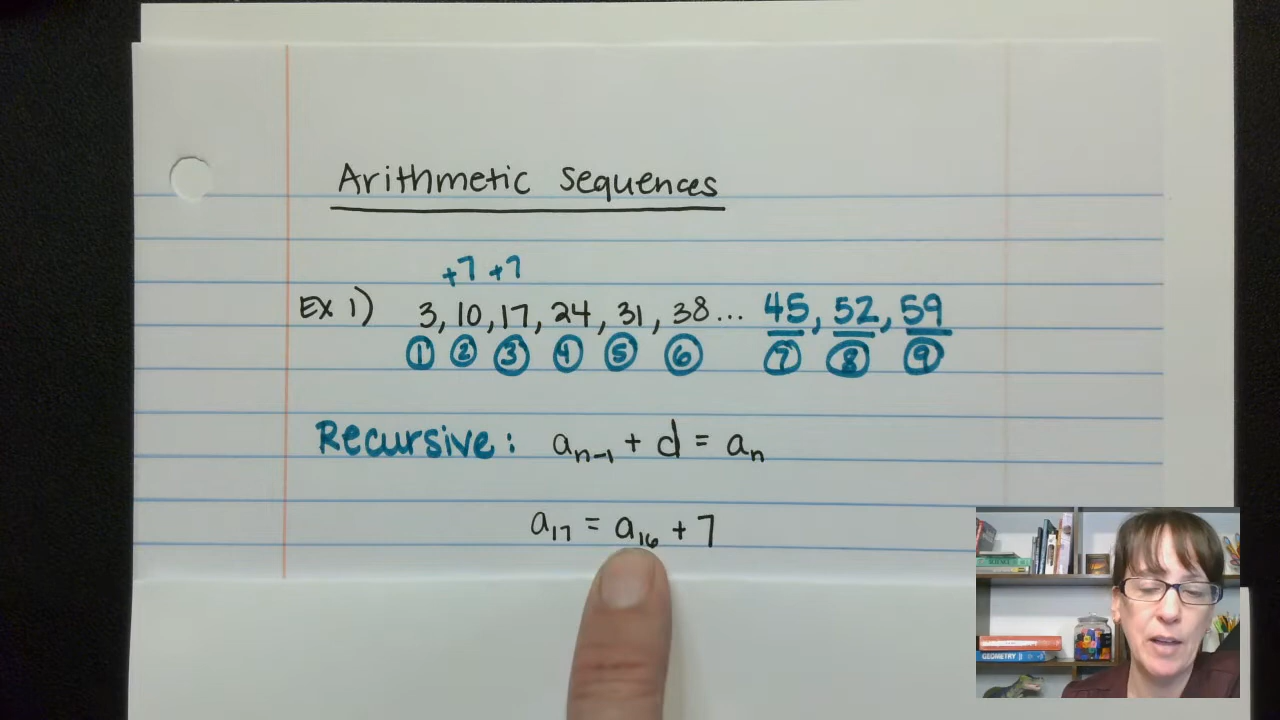 Arithmetic Sequences
+7 +7
Ex 1) 3, 10, 17, 24, 31, 38... 45, 52, 59
① ② ③ ④ ⑤ ⑥ ⑦ ⑧ ⑨
Recursive: aₙ₋₁ + d = aₙ
a₁₇ = a₁₆ + 7
GEOMETRY